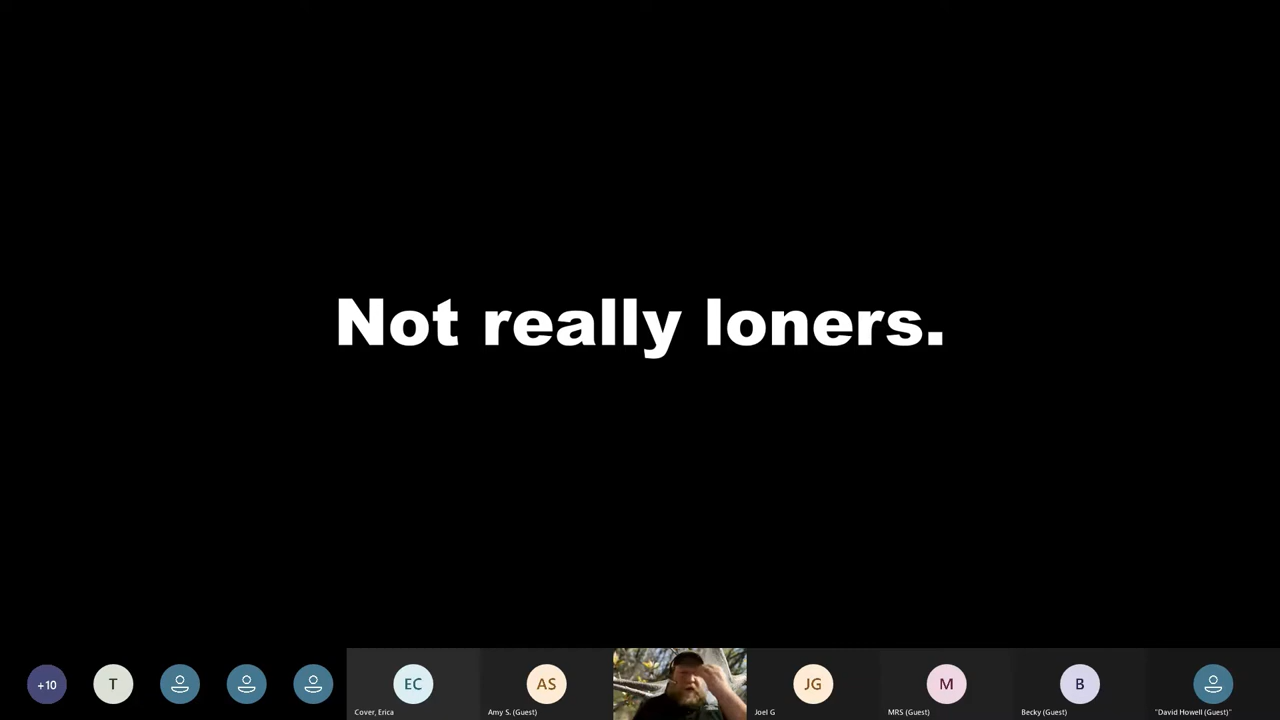 Not really loners.
+10
T
EC
Cover, Erica
AS
Amy S. (Guest)
JG
Joel G
M
MRS (Guest)
B
Becky (Guest)
"David Howell (Guest)"